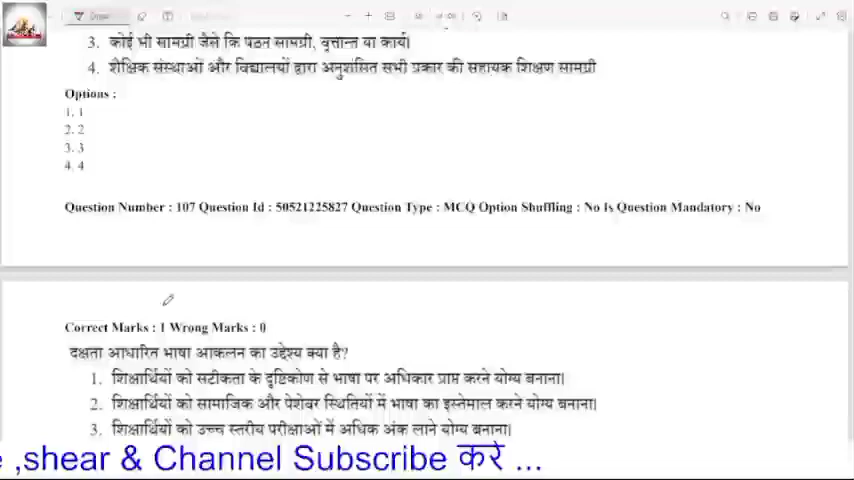 Draw
3. कोई भी सामग्री जैसे कि पठन सामग्री, वृत्तान्त या कार्य।
4. शैक्षिक संस्थाओं और विद्यालयों द्वारा अनुशंसित सभी प्रकार की सहायक शिक्षण सामग्री
Options :
1. 1
2. 2
3. 3
4. 4
Question Number : 107 Question Id : 50521225827 Question Type : MCQ Option Shuffling : No Is Question Mandatory : No
Correct Marks : 1 Wrong Marks : 0
दक्षता आधारित भाषा आकलन का उद्देश्य क्या है?
1. शिक्षार्थियों को सटीकता के दृष्टिकोण से भाषा पर अधिकार प्राप्त करने योग्य बनाना।
2. शिक्षार्थियों को सामाजिक और पेशेवर स्थितियों में भाषा का इस्तेमाल करने योग्य बनाना।
3. शिक्षार्थियों को उच्च स्तरीय परीक्षाओं में अधिक अंक लाने योग्य बनाना।
,shear & Channel Subscribe करे ...